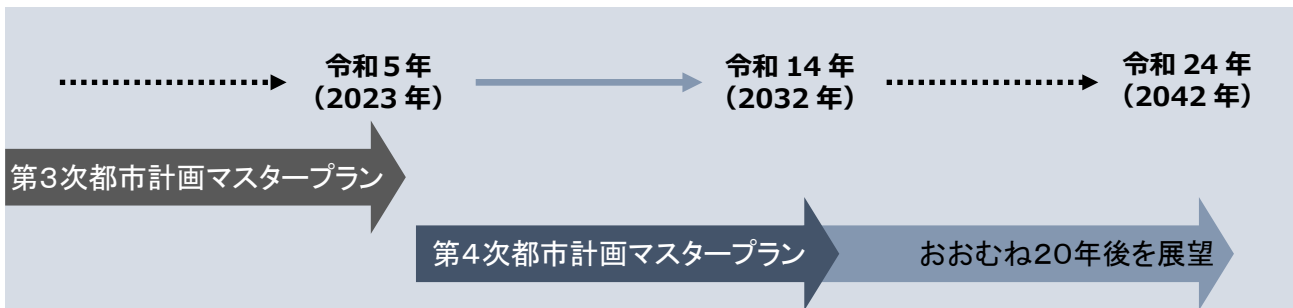 令和5年
（2023 年）
令和 14 年
（2032 年）
令和 24 年
（2042 年）
第３次都市計画マスタープラン
第４次都市計画マスタープラン
おおむね２０年後を展望